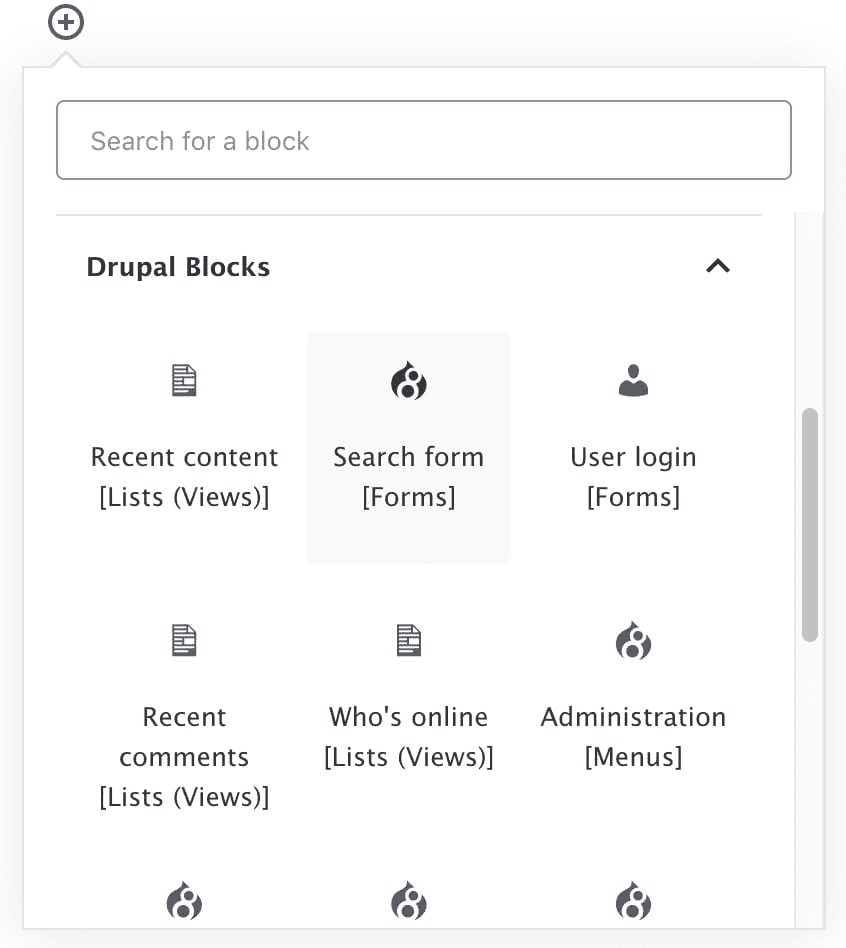 Search for a block
Drupal Blocks
Recent content
[Lists (Views)]
Search form
[Forms]
User login
[Forms]
Recent
comments
[Lists (Views)]
Who's online
[Lists (Views)]
Administration
[Menus]